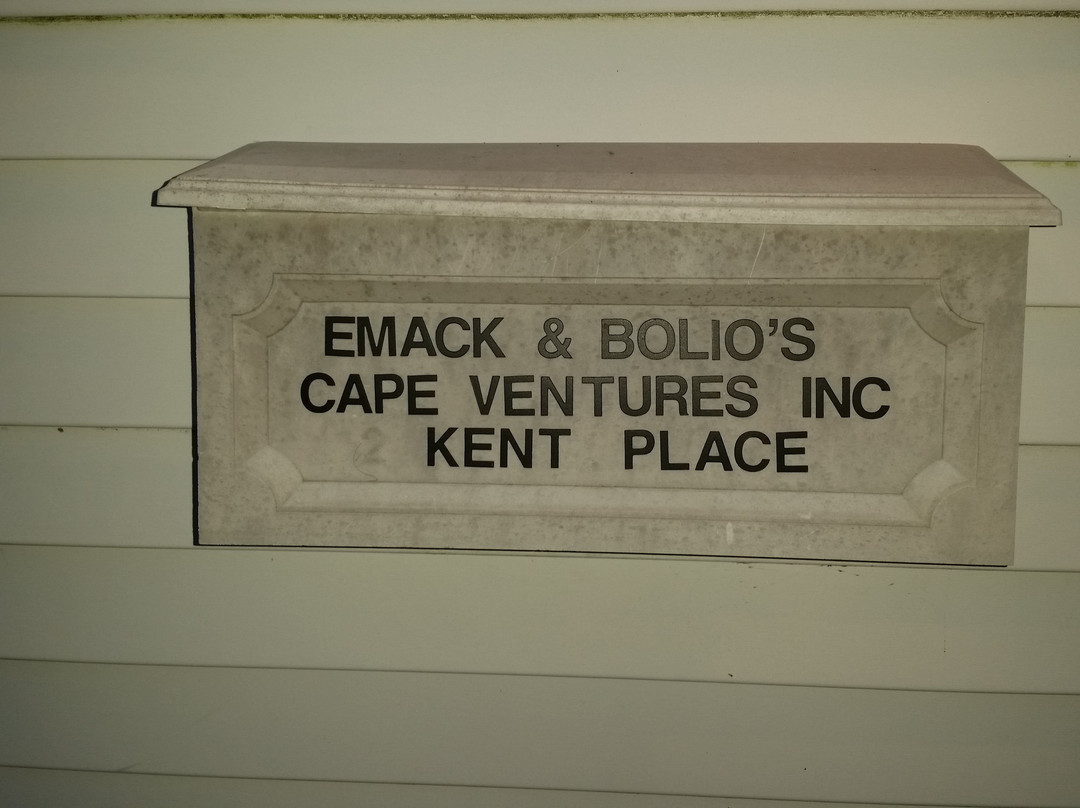 EMACK & BOLIO'S
CAPE VENTURES INC
KENT PLACE